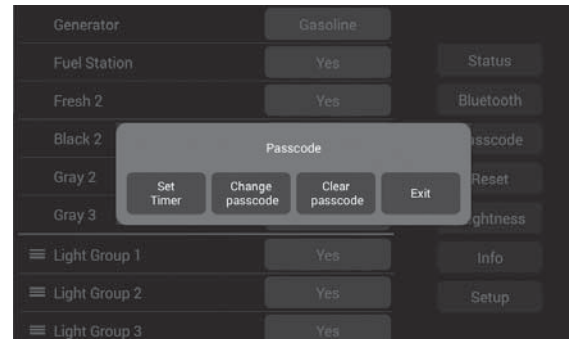 Generator Gasoline
Fuel Station Yes
Status
Fresh 2 Yes
Bluetooth
Black 2
asscode
Passcode
Gray 2
Reset
Set Timer
Change passcode
Clear passcode
Exit
Gray 3
ghtness
Light Group 1 Yes
Info
Light Group 2 Yes
Setup
Light Group 3 Yes